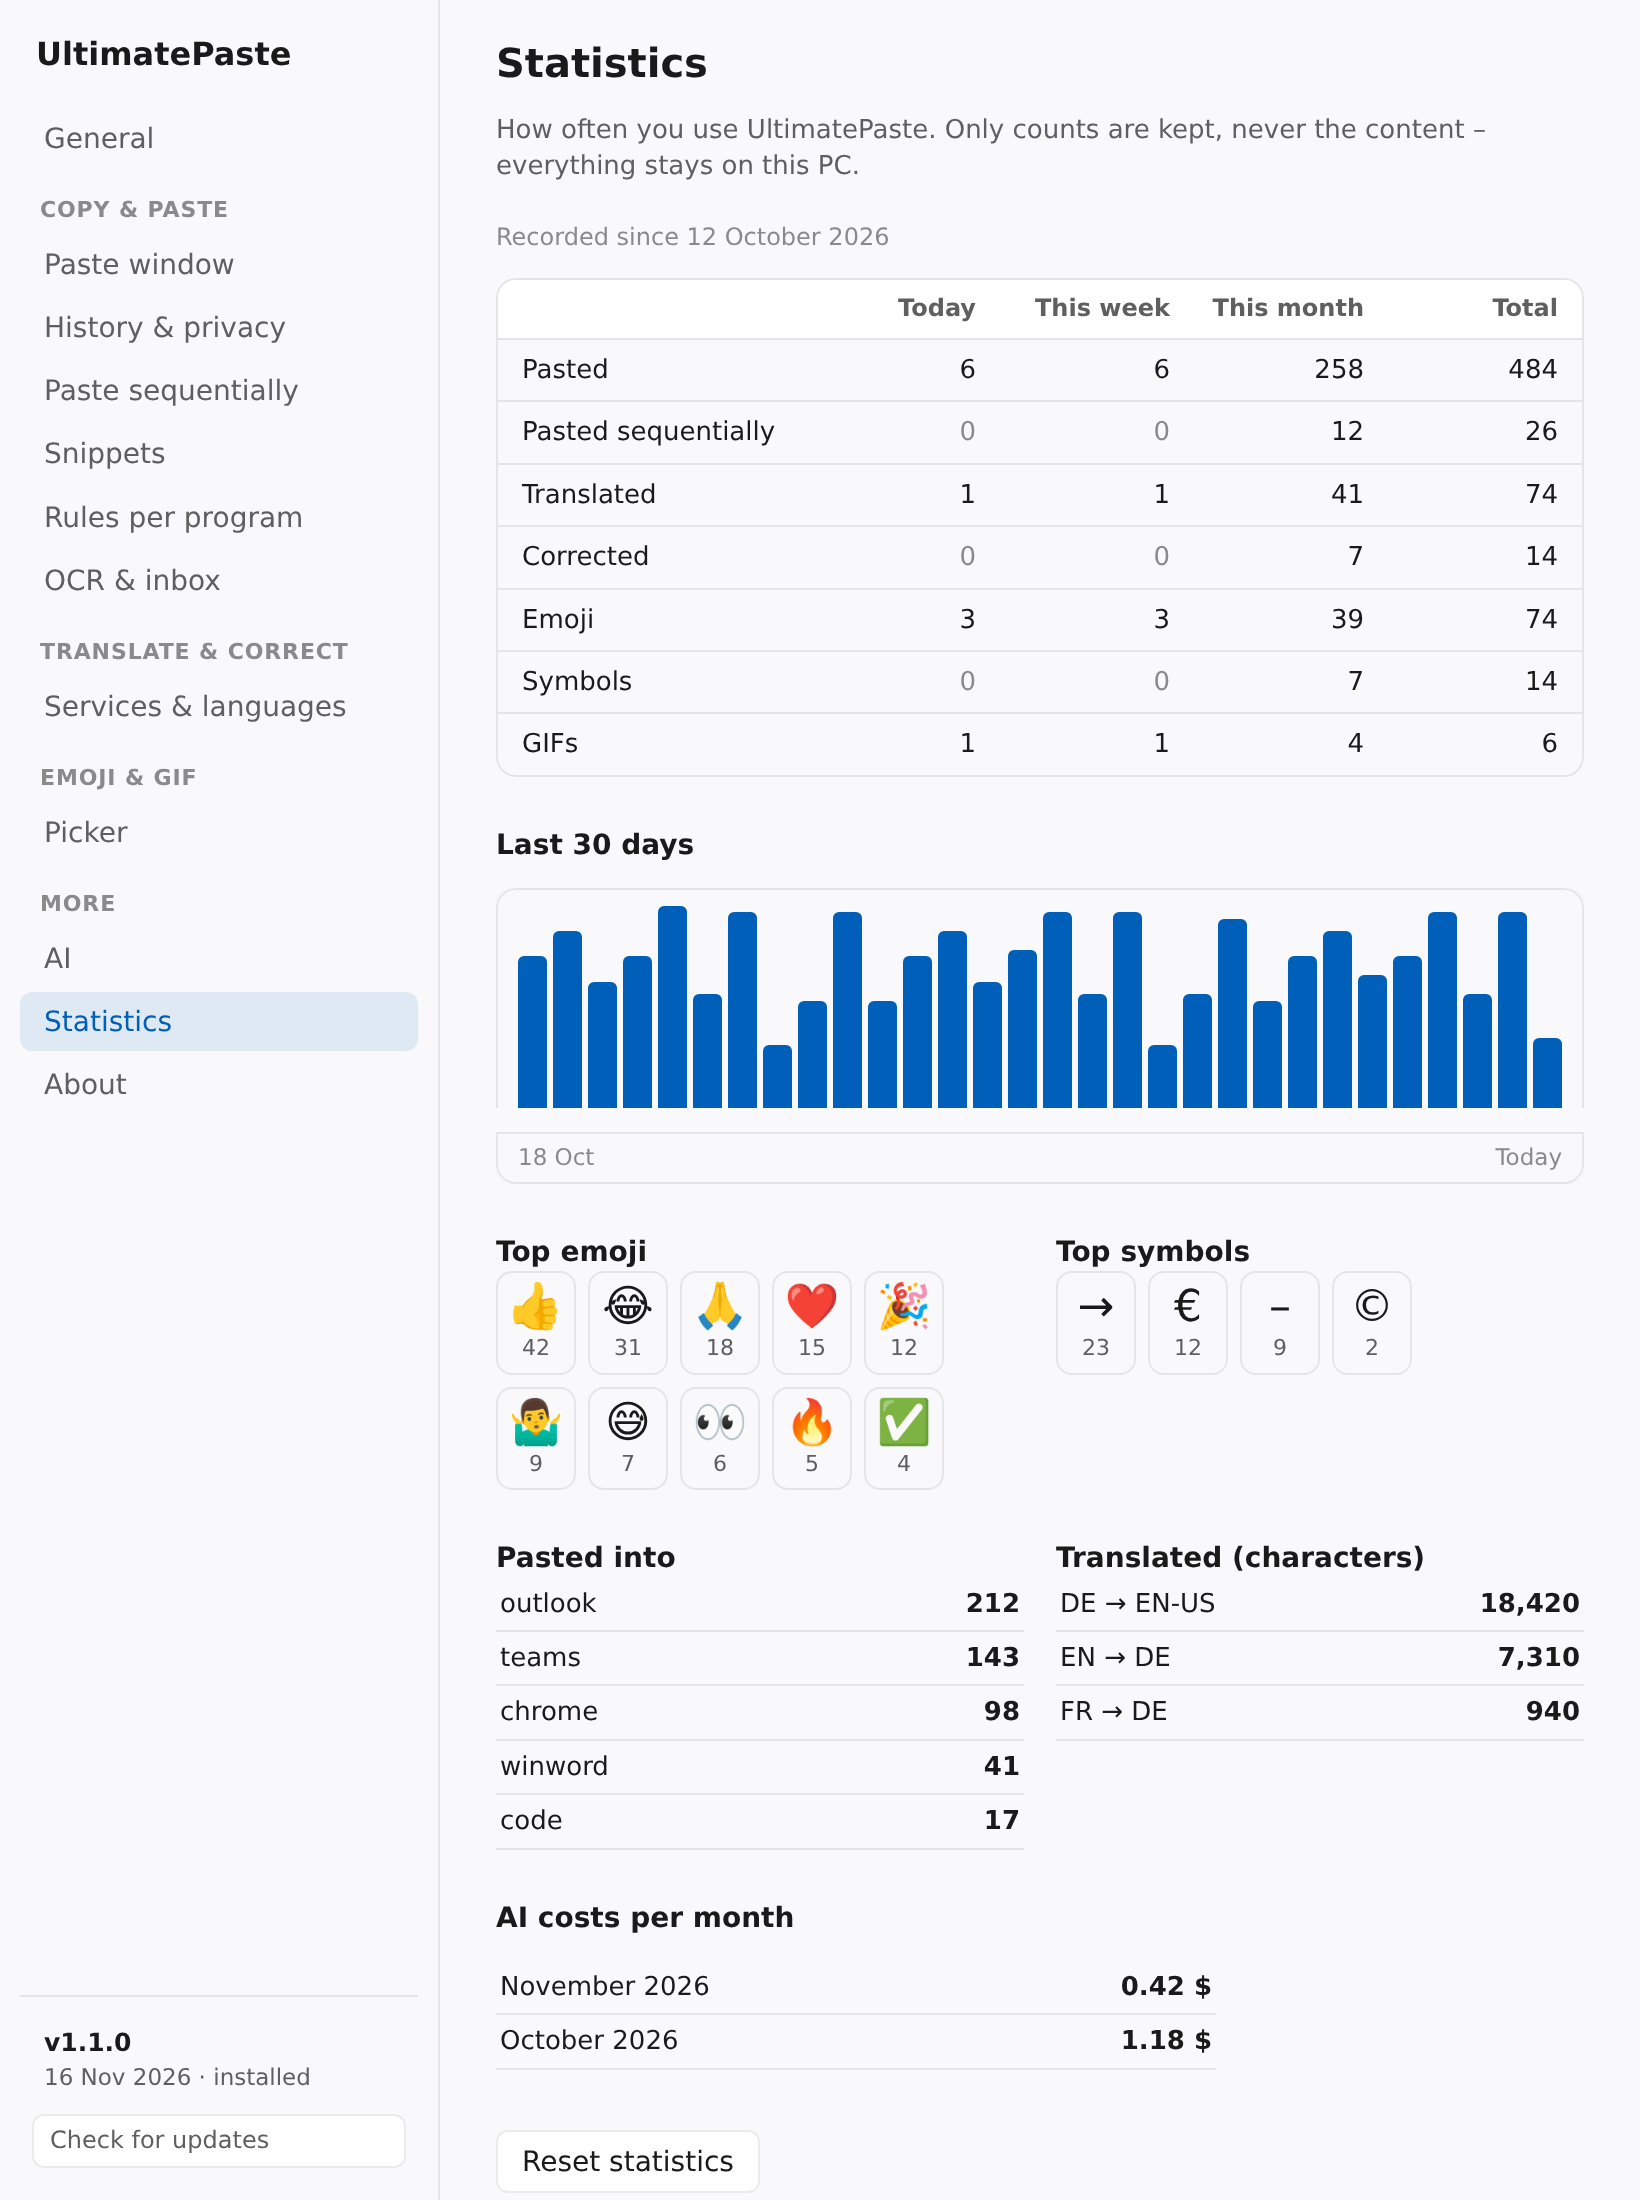 UltimatePaste
General
COPY & PASTE
Paste window
History & privacy
Paste sequentially
Snippets
Rules per program
OCR & inbox
TRANSLATE & CORRECT
Services & languages
EMOJI & GIF
Picker
MORE
AI
Statistics
About
v1.1.0
16 Nov 2026 · installed
Check for updates
Statistics
How often you use UltimatePaste. Only counts are kept, never the content –
everything stays on this PC.
Recorded since 12 October 2026
Today This week This month Total
Pasted 6 6 258 484
Pasted sequentially 0 0 12 26
Translated 1 1 41 74
Corrected 0 0 7 14
Emoji 3 3 39 74
Symbols 0 0 7 14
GIFs 1 1 4 6
Last 30 days
18 Oct Today
Top emoji
👍 😂 🙏 ❤️ 🎉
42 31 18 15 12
🤷‍♂️ 😅 👀 🔥 ✅
9 7 6 5 4
Top symbols
→ € – ©
23 12 9 2
Pasted into
outlook 212
teams 143
chrome 98
winword 41
code 17
Translated (characters)
DE → EN-US 18,420
EN → DE 7,310
FR → DE 940
AI costs per month
November 2026 0.42 $
October 2026 1.18 $
Reset statistics